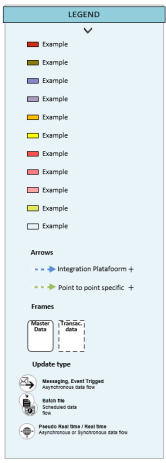 LEGEND
Example
Example
Example
Example
Example
Example
Example
Example
Example
Example
Example
Arrows
Integration Platafoorm +
Point to point specific +
Frames
Master
Data
Transac.
data
Update type
Messaging, Event Trigged
Asynchronous data flow
Batch file
Scheduled data
flow
Pseudo Real time / Real time
Asynchronous or Synchronous data flow